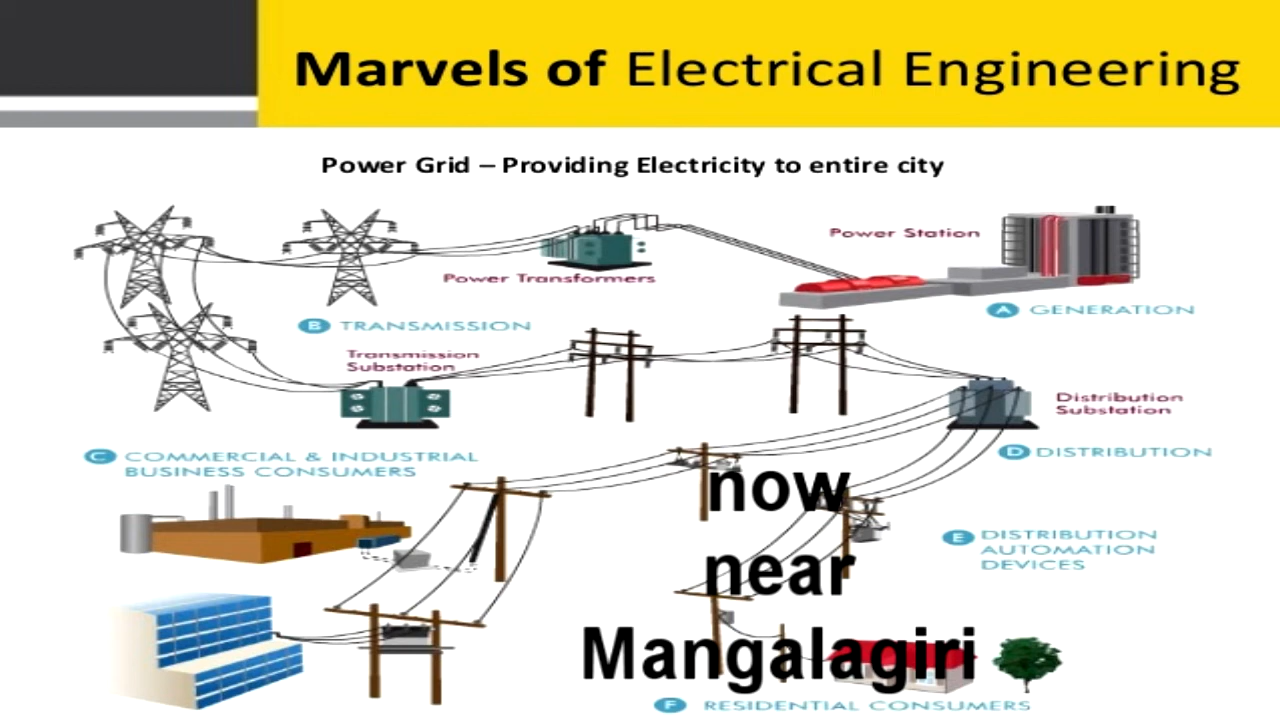 Marvels of Electrical Engineering
Power Grid – Providing Electricity to entire city
Power Station
Power Transformers
A GENERATION
B TRANSMISSION
Transmission
Substation
Distribution
Substation
C COMMERCIAL & INDUSTRIAL
BUSINESS CONSUMERS
D DISTRIBUTION
now
E DISTRIBUTION
AUTOMATION
DEVICES
near
Mangalagiri
F RESIDENTIAL CONSUMERS